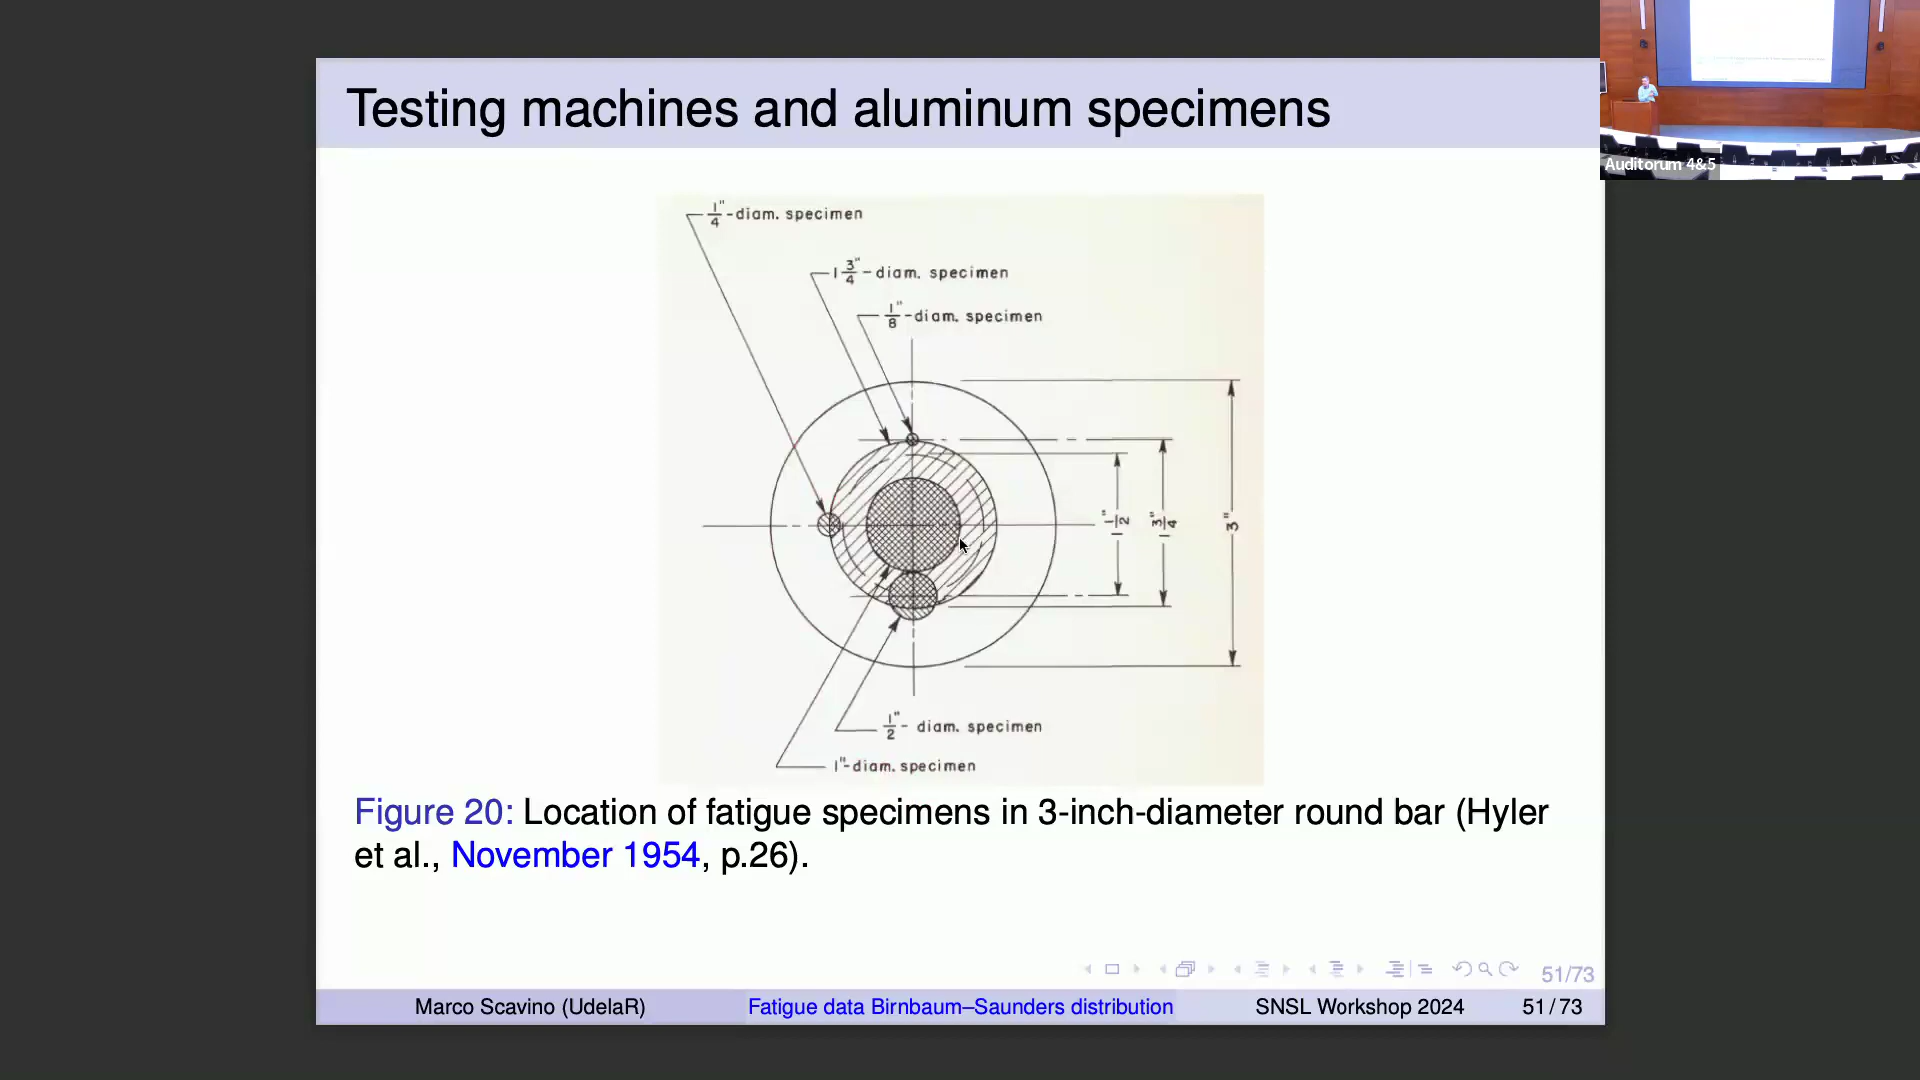 Testing machines and aluminum specimens
Auditorum 4&5
1/4"-diam. specimen
1 3/4"-diam. specimen
1/8"-diam. specimen
1 1/2"
1 3/4"
3"
1/2"- diam. specimen
1"-diam. specimen
Figure 20: Location of fatigue specimens in 3-inch-diameter round bar (Hyler
et al., November 1954, p.26).
51/73
Marco Scavino (UdelaR) Fatigue data Birnbaum–Saunders distribution SNSL Workshop 2024 51 / 73